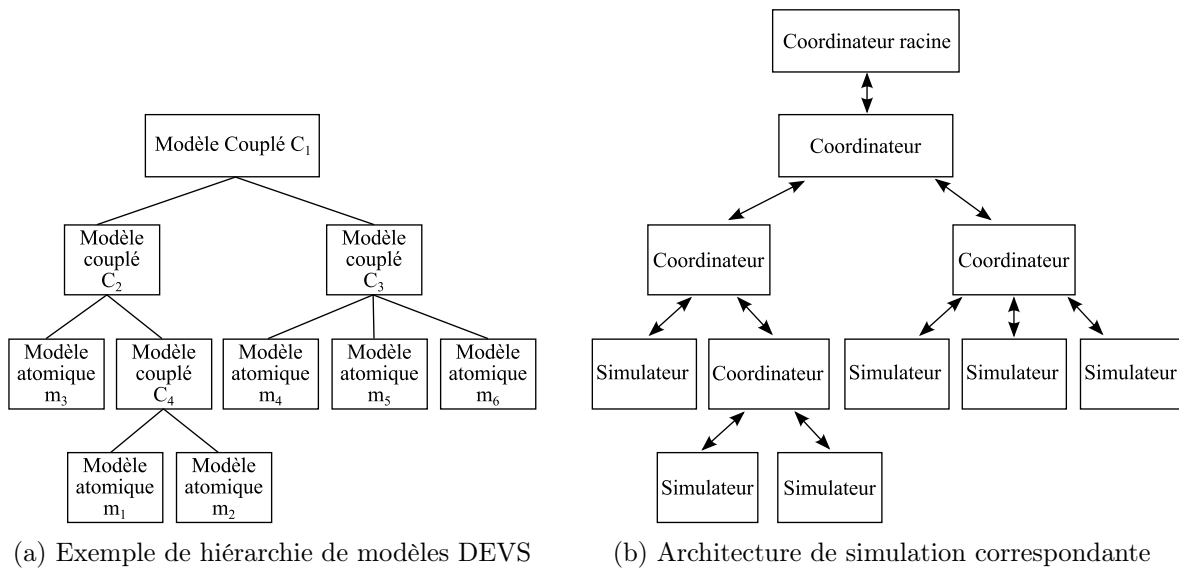 Coordinateur racine
Modèle Couplé C₁
Coordinateur
Modèle
couplé
C₂
Modèle
couplé
C₃
Coordinateur
Coordinateur
Modèle
atomique
m₃
Modèle
couplé
C₄
Modèle
atomique
m₄
Modèle
atomique
m₅
Modèle
atomique
m₆
Simulateur
Coordinateur
Simulateur
Simulateur
Simulateur
Modèle
atomique
m₁
Modèle
atomique
m₂
Simulateur
Simulateur
(a) Exemple de hiérarchie de modèles DEVS
(b) Architecture de simulation correspondante